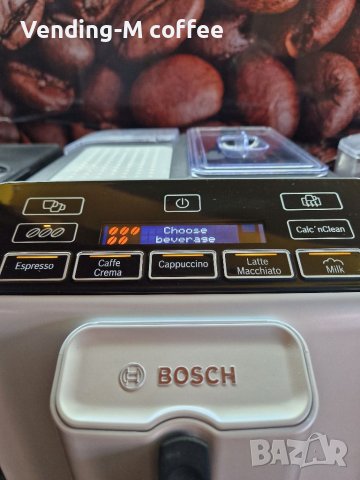 Vending-M coffee
Choose
beverage
Calc'nClean
Espresso
Caffe
Crema
Cappuccino
Latte
Macchiato
Milk
BOSCH
BAZAR